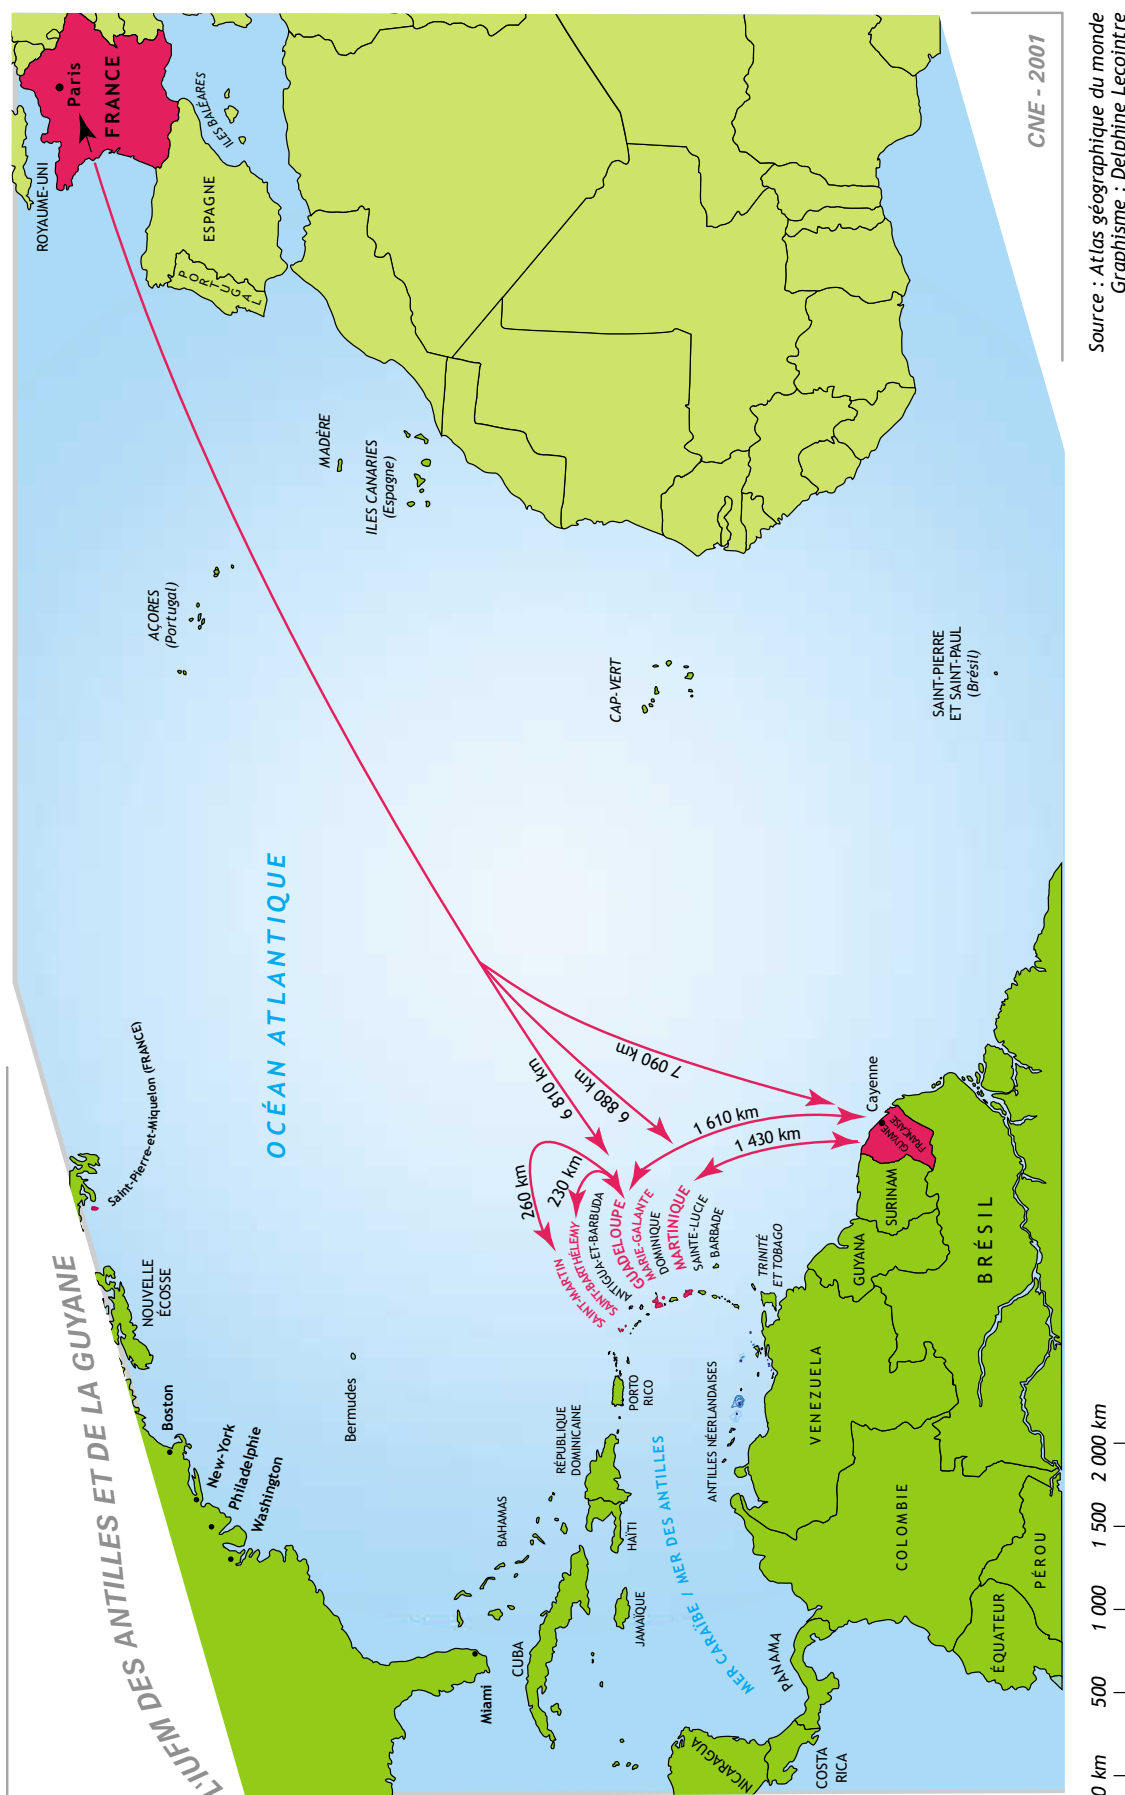 L'IUFM DES ANTILLES ET DE LA GUYANE
CNE - 2001
Source : Atlas géographique du monde
Graphisme : Delphine Lecointre
ROYAUME-UNI
Paris
FRANCE
ILES BALÉARES
ESPAGNE
PORTUGAL
MADÈRE
ILES CANARIES
(Espagne)
AÇORES
(Portugal)
CAP-VERT
SAINT-PIERRE
ET SAINT-PAUL
(Brésil)
OCÉAN ATLANTIQUE
Saint-Pierre-et-Miquelon (FRANCE)
NOUVELLE
ÉCOSSE
Boston
New-York
Philadelphie
Washington
Bermudes
Miami
BAHAMAS
CUBA
JAMAÏQUE
HAÏTI
RÉPUBLIQUE
DOMINICAINE
PORTO
RICO
MER CARAÏBE / MER DES ANTILLES
ANTILLES NÉERLANDAISES
6 810 km
6 880 km
7 090 km
260 km
230 km
1 610 km
1 430 km
SAINT-MARTIN
SAINT-BARTHÉLEMY
ANTIGUA-ET-BARBUDA
GUADELOUPE
MARIE-GALANTE
DOMINIQUE
MARTINIQUE
SAINTE-LUCIE
BARBADE
TRINITÉ
ET TOBAGO
Cayenne
GUYANE
FRANÇAISE
SURINAM
GUYANA
BRÉSIL
VENEZUELA
COLOMBIE
PÉROU
ÉQUATEUR
PANAMA
COSTA
RICA
NICARAGUA
0 km 500 1 000 1 500 2 000 km